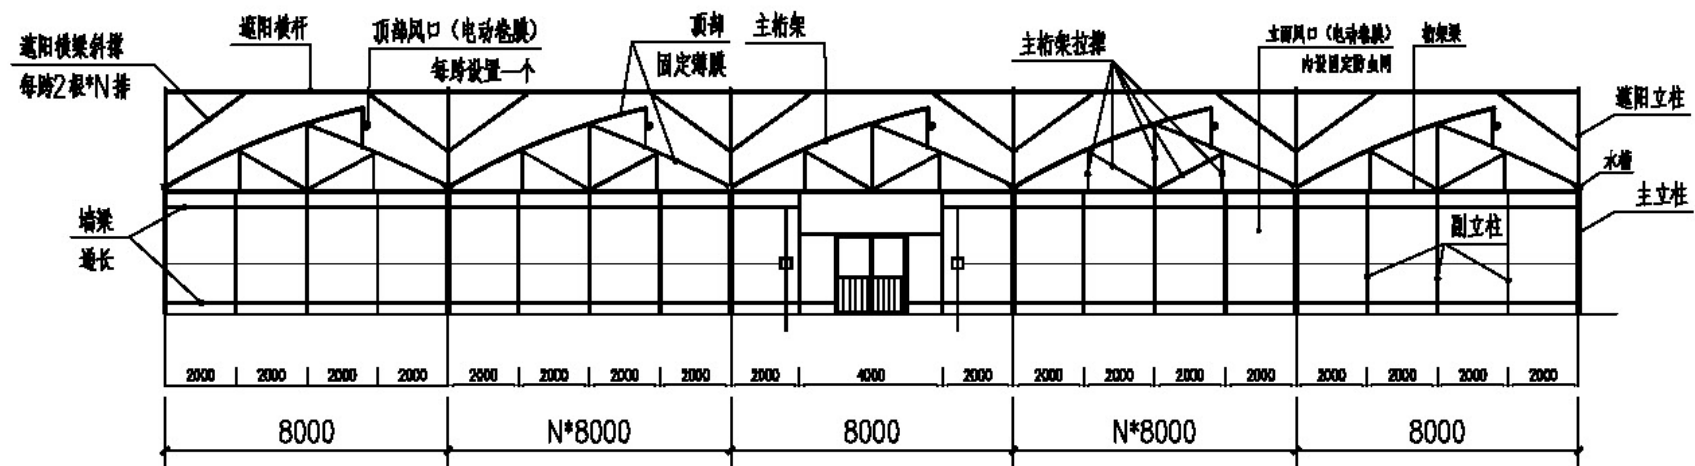 遮阳横梁斜撑
每跨2根*N排
遮阳横杆
顶部风口（电动卷膜）
每跨设置一个
顶部
固定薄膜
主桁架
主桁架拉撑
立面风口（电动卷膜）
内设固定防虫网
桁架梁
遮阳立柱
水槽
主立柱
墙梁
通长
副立柱
2000 2000 2000 2000 2000 2000 2000 2000 2000 4000 2000 2000 2000 2000 2000 2000 2000 2000 2000
8000 N*8000 8000 N*8000 8000